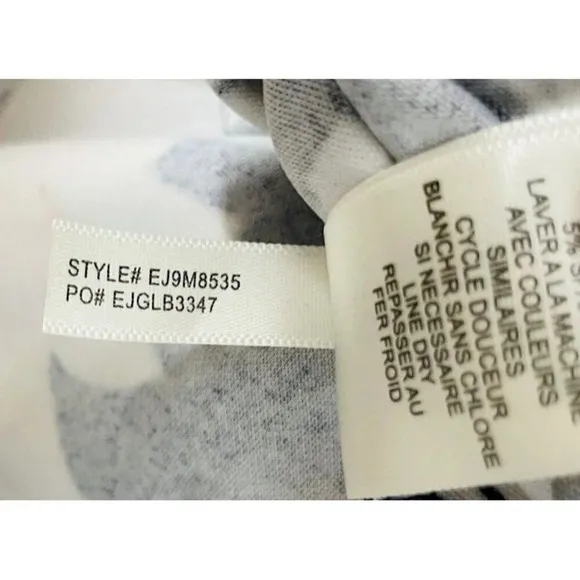 STYLE# EJ9M8535
PO# EJGLB3347
5%
LAVER A LA MACHINE
AVEC COULEURS
SIMILAIRES
CYCLE DOUCEUR
BLANCHIR SANS CHLORE
SI NECESSAIRE
LINE DRY
REPASSER AU
FER FROID